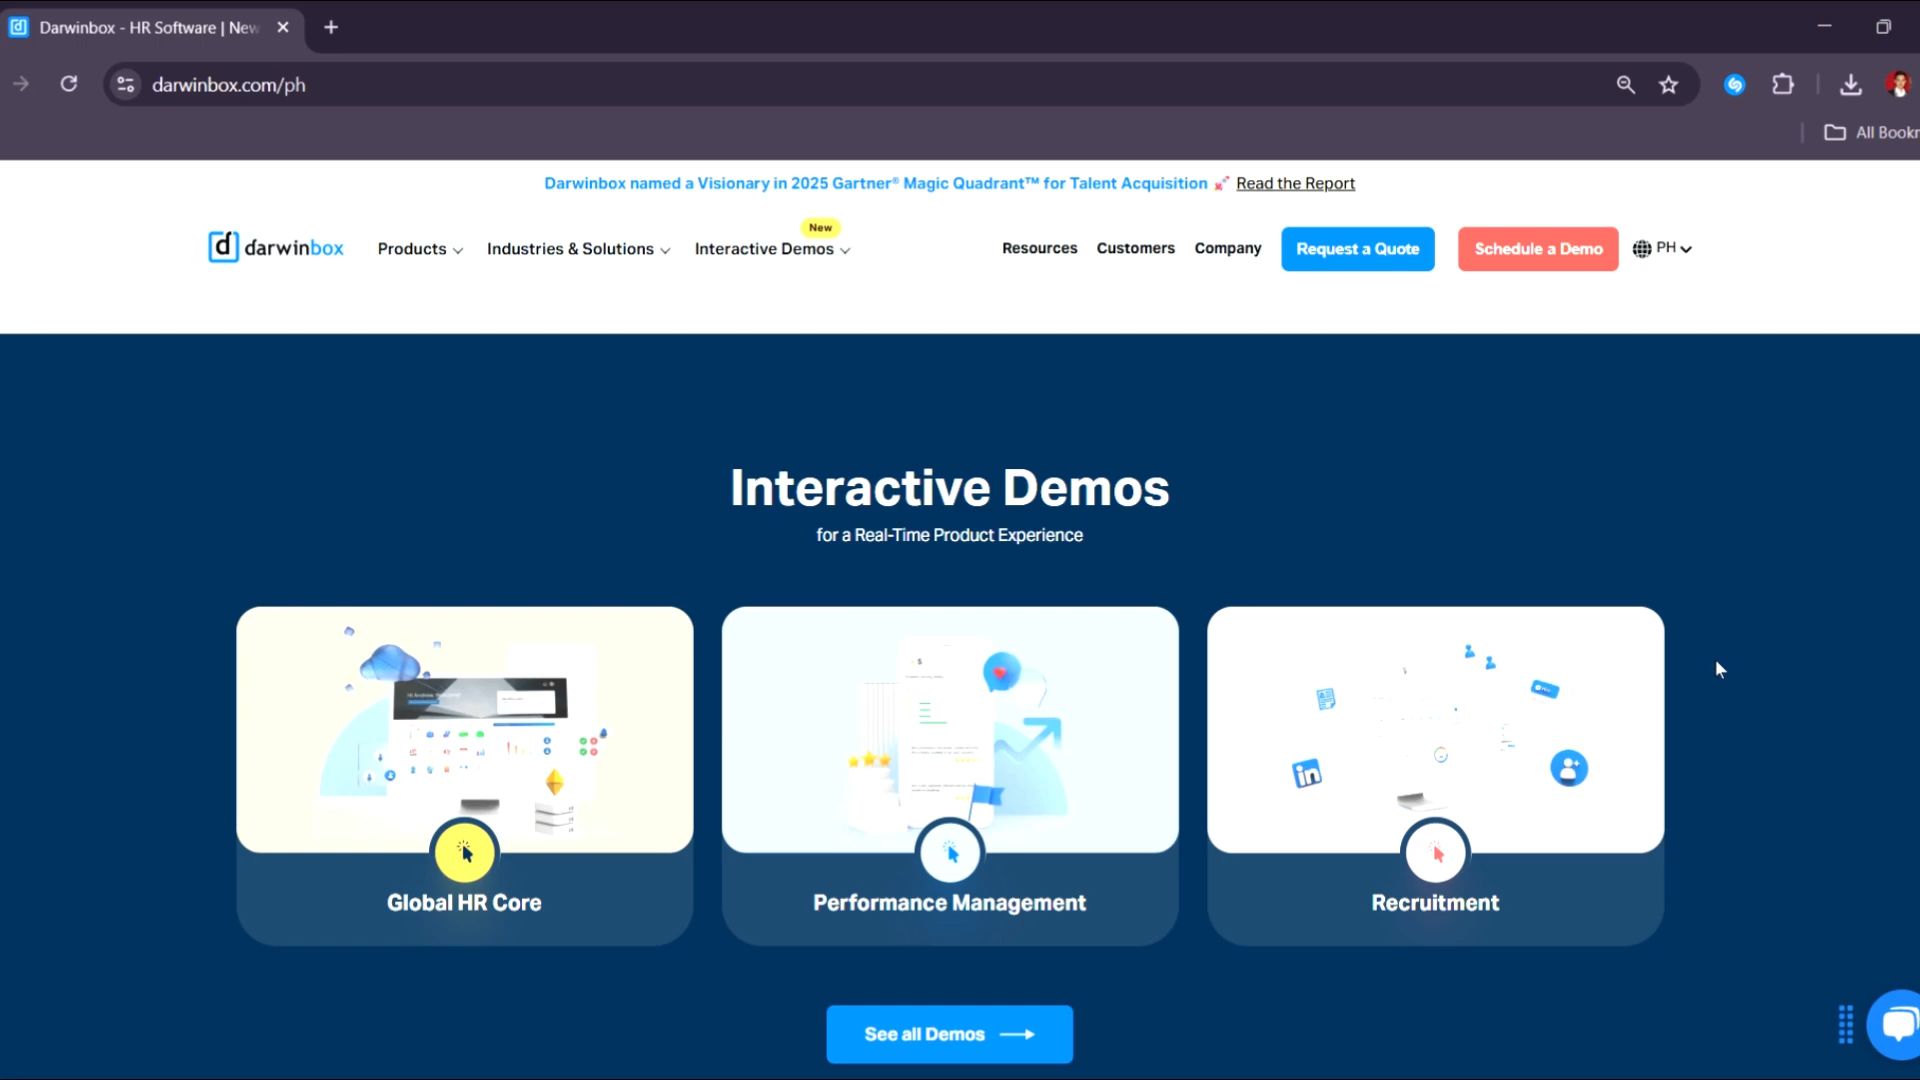 Darwinbox - HR Software | New
darwinbox.com/ph
All Bookr
Darwinbox named a Visionary in 2025 Gartner® Magic Quadrant™ for Talent Acquisition 🚀 Read the Report
darwinbox
Products
Industries & Solutions
Interactive Demos
New
Resources
Customers
Company
Request a Quote
Schedule a Demo
PH
Interactive Demos
for a Real-Time Product Experience
in
Global HR Core
Performance Management
Recruitment
See all Demos